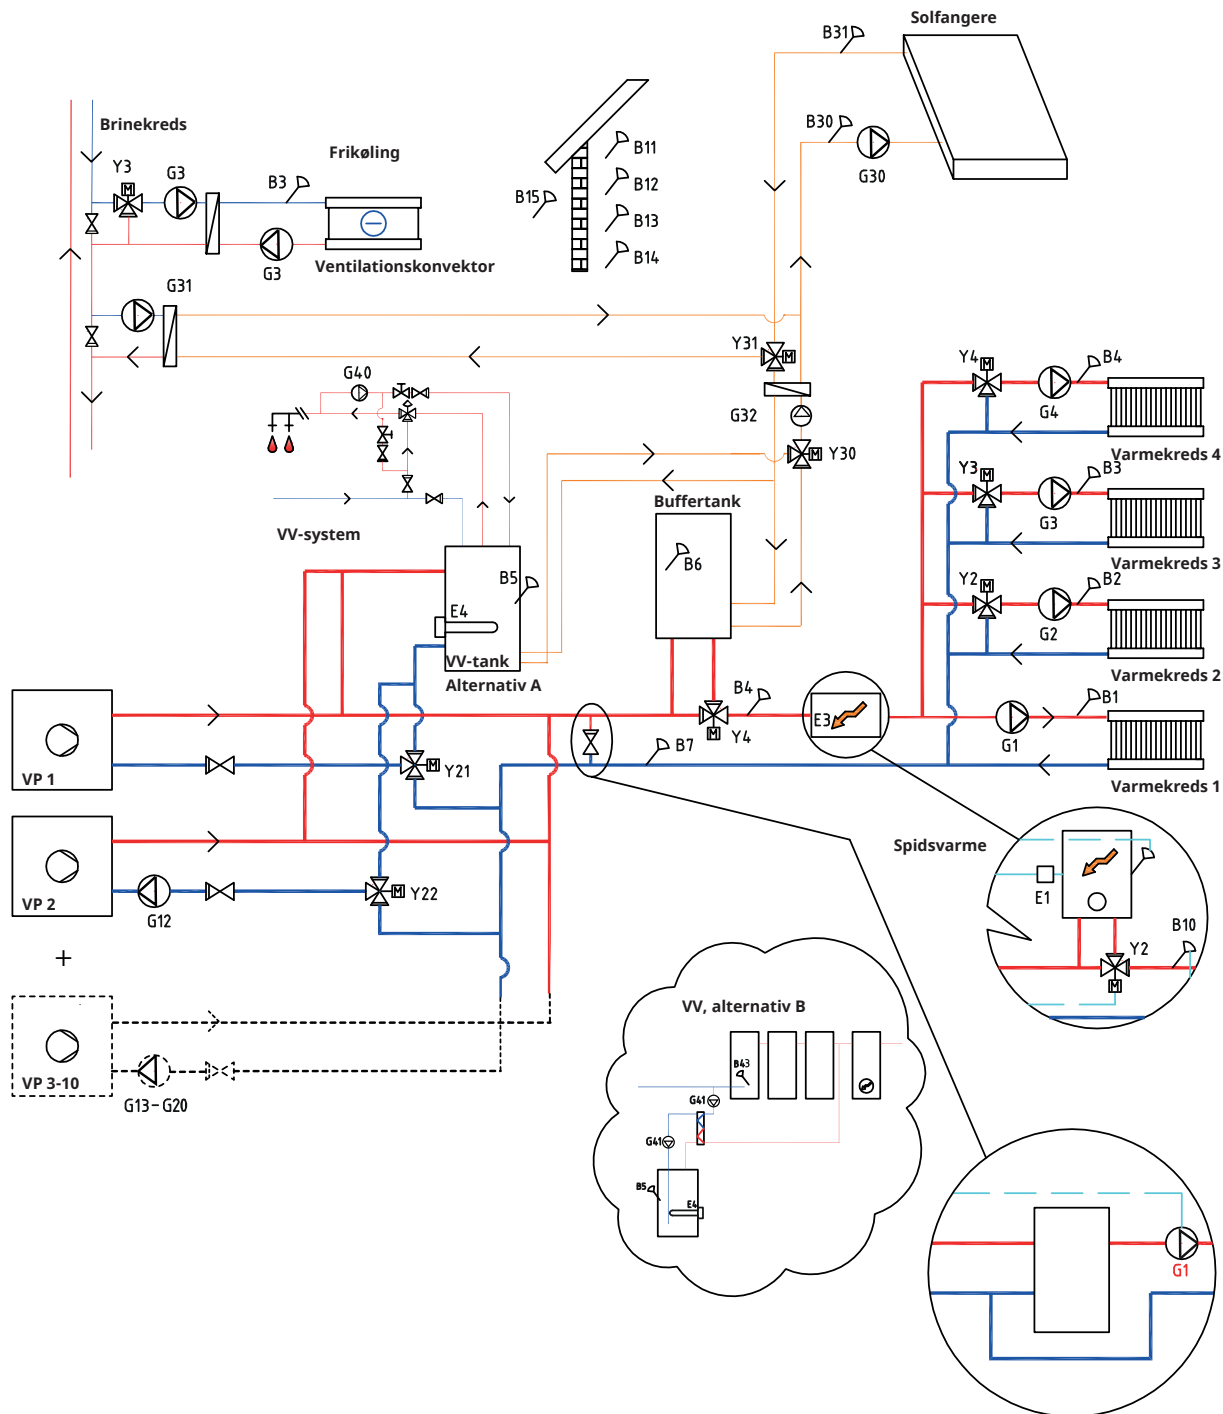 Solfangere
B31
Brinekreds
B30
Frikøling
B11
Y3
G3
G30
B3
B12
B15
B13
B14
G3
Ventilationskonvektor
G31
Y31
M
Y4
M
B4
G40
G4
G32
Varmekreds 4
Y30
M
Y3
M
B3
Buffertank
G3
VV-system
B6
Varmekreds 3
B5
Y2
M
B2
E4
G2
VV-tank
Alternativ A
Varmekreds 2
B4
B1
E3
G1
Y4
M
B7
VP 1
Y21
M
Varmekreds 1
Spidsvarme
E1
VP 2
G12
Y22
M
B10
Y2
M
+
VV, alternativ B
B43
VP 3-10
G13-G20
G41
G41
B5
E4
G1